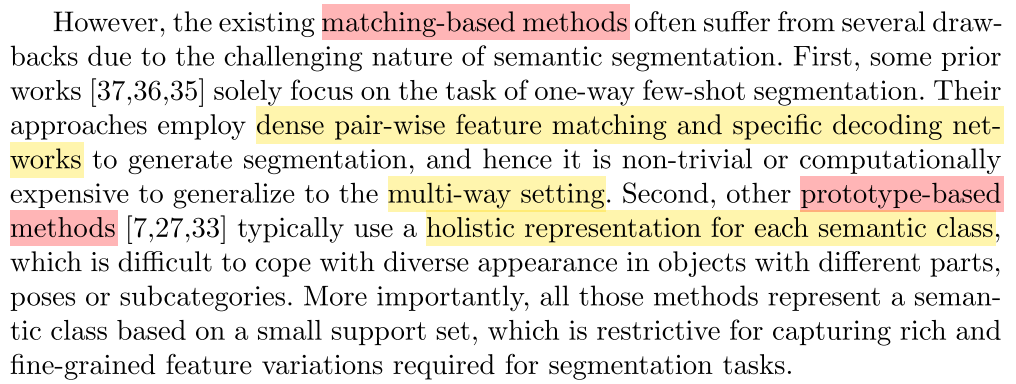 However, the existing matching-based methods often suffer from several draw-
backs due to the challenging nature of semantic segmentation. First, some prior
works [37,36,35] solely focus on the task of one-way few-shot segmentation. Their
approaches employ dense pair-wise feature matching and specific decoding net-
works to generate segmentation, and hence it is non-trivial or computationally
expensive to generalize to the multi-way setting. Second, other prototype-based
methods [7,27,33] typically use a holistic representation for each semantic class,
which is difficult to cope with diverse appearance in objects with different parts,
poses or subcategories. More importantly, all those methods represent a seman-
tic class based on a small support set, which is restrictive for capturing rich and
fine-grained feature variations required for segmentation tasks.